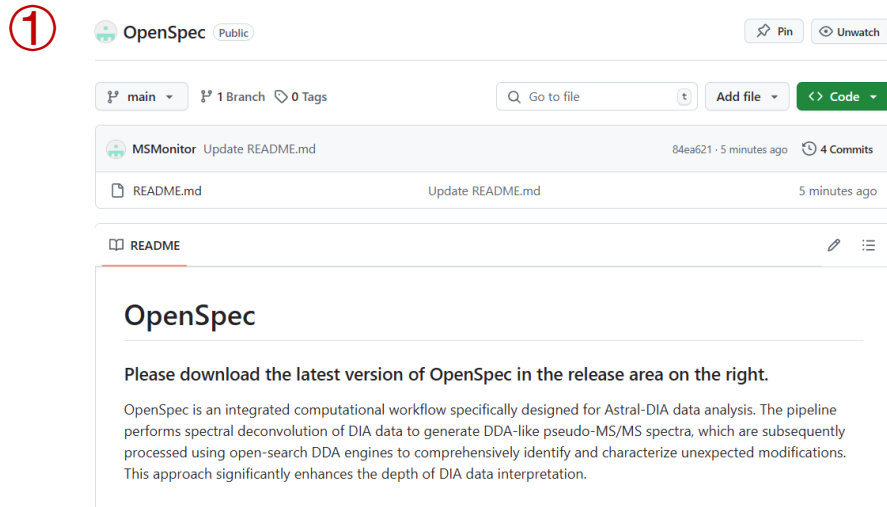 ①
OpenSpec Public
Pin Unwatch
main 1 Branch 0 Tags Go to file t Add file Code
MSMonitor Update README.md 84ea621 · 5 minutes ago 4 Commits
README.md Update README.md 5 minutes ago
README
OpenSpec
Please download the latest version of OpenSpec in the release area on the right.
OpenSpec is an integrated computational workflow specifically designed for Astral-DIA data analysis. The pipeline
performs spectral deconvolution of DIA data to generate DDA-like pseudo-MS/MS spectra, which are subsequently
processed using open-search DDA engines to comprehensively identify and characterize unexpected modifications.
This approach significantly enhances the depth of DIA data interpretation.